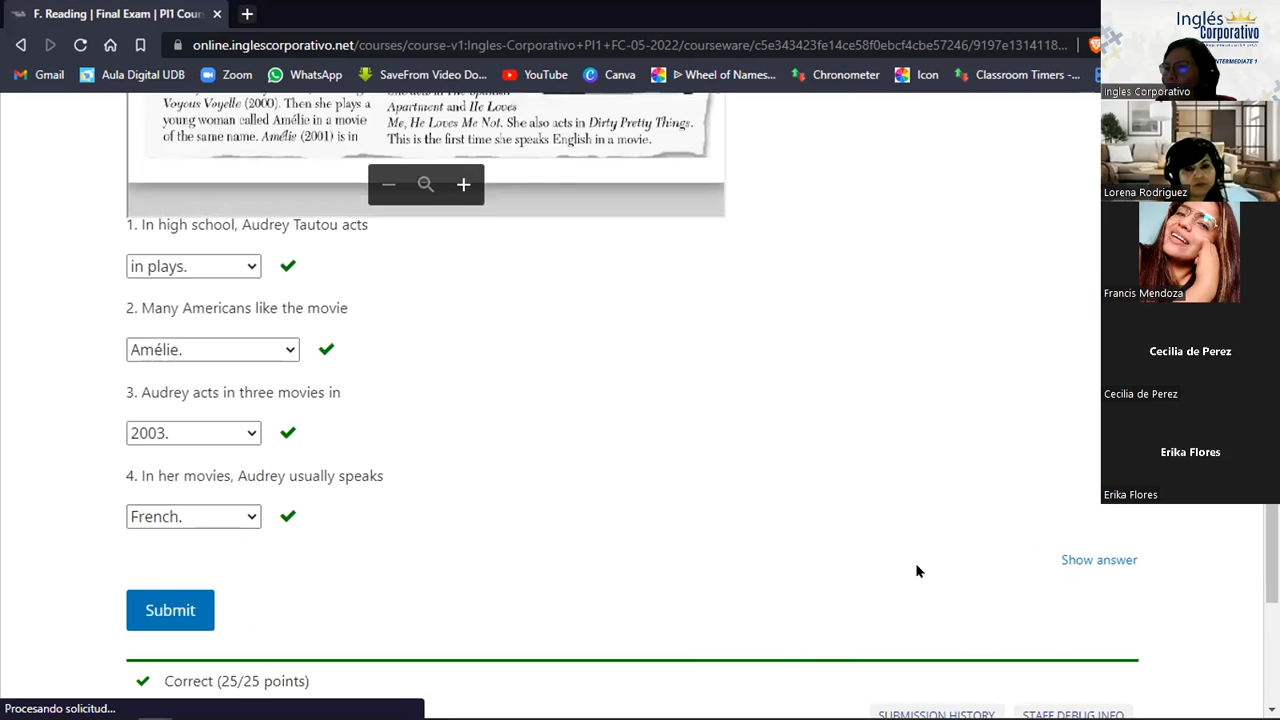 F. Reading | Final Exam | PI1 Cour
online.inglescorporativo.net/courses/course-v1:Ingles-Corporativo+PI1+FC-05-2022/courseware/c5e343423fe14ce58f0ebcf4cbe57246/9197e1314118...
Gmail Aula Digital UDB Zoom WhatsApp SaveFrom Video Do... YouTube Canva Wheel of Names... Chronometer Icon Classroom Timers -...
Voyous Voyelle (2000). Then she plays a
young woman called Amélie in a movie
of the same name. Amélie (2001) is in
Apartment and He Loves
Me, He Loves Me Not. She also acts in Dirty Pretty Things.
This is the first time she speaks English in a movie.
1. In high school, Audrey Tautou acts
in plays.
2. Many Americans like the movie
Amélie.
3. Audrey acts in three movies in
2003.
4. In her movies, Audrey usually speaks
French.
Show answer
Submit
Correct (25/25 points)
SUBMISSION HISTORY STAFF DEBUG INFO
Procesando solicitud...
Inglés
Corporativo
INTERMEDIATE 1
Ingles Corporativo
Lorena Rodriguez
Francis Mendoza
Cecilia de Perez
Cecilia de Perez
Erika Flores
Erika Flores